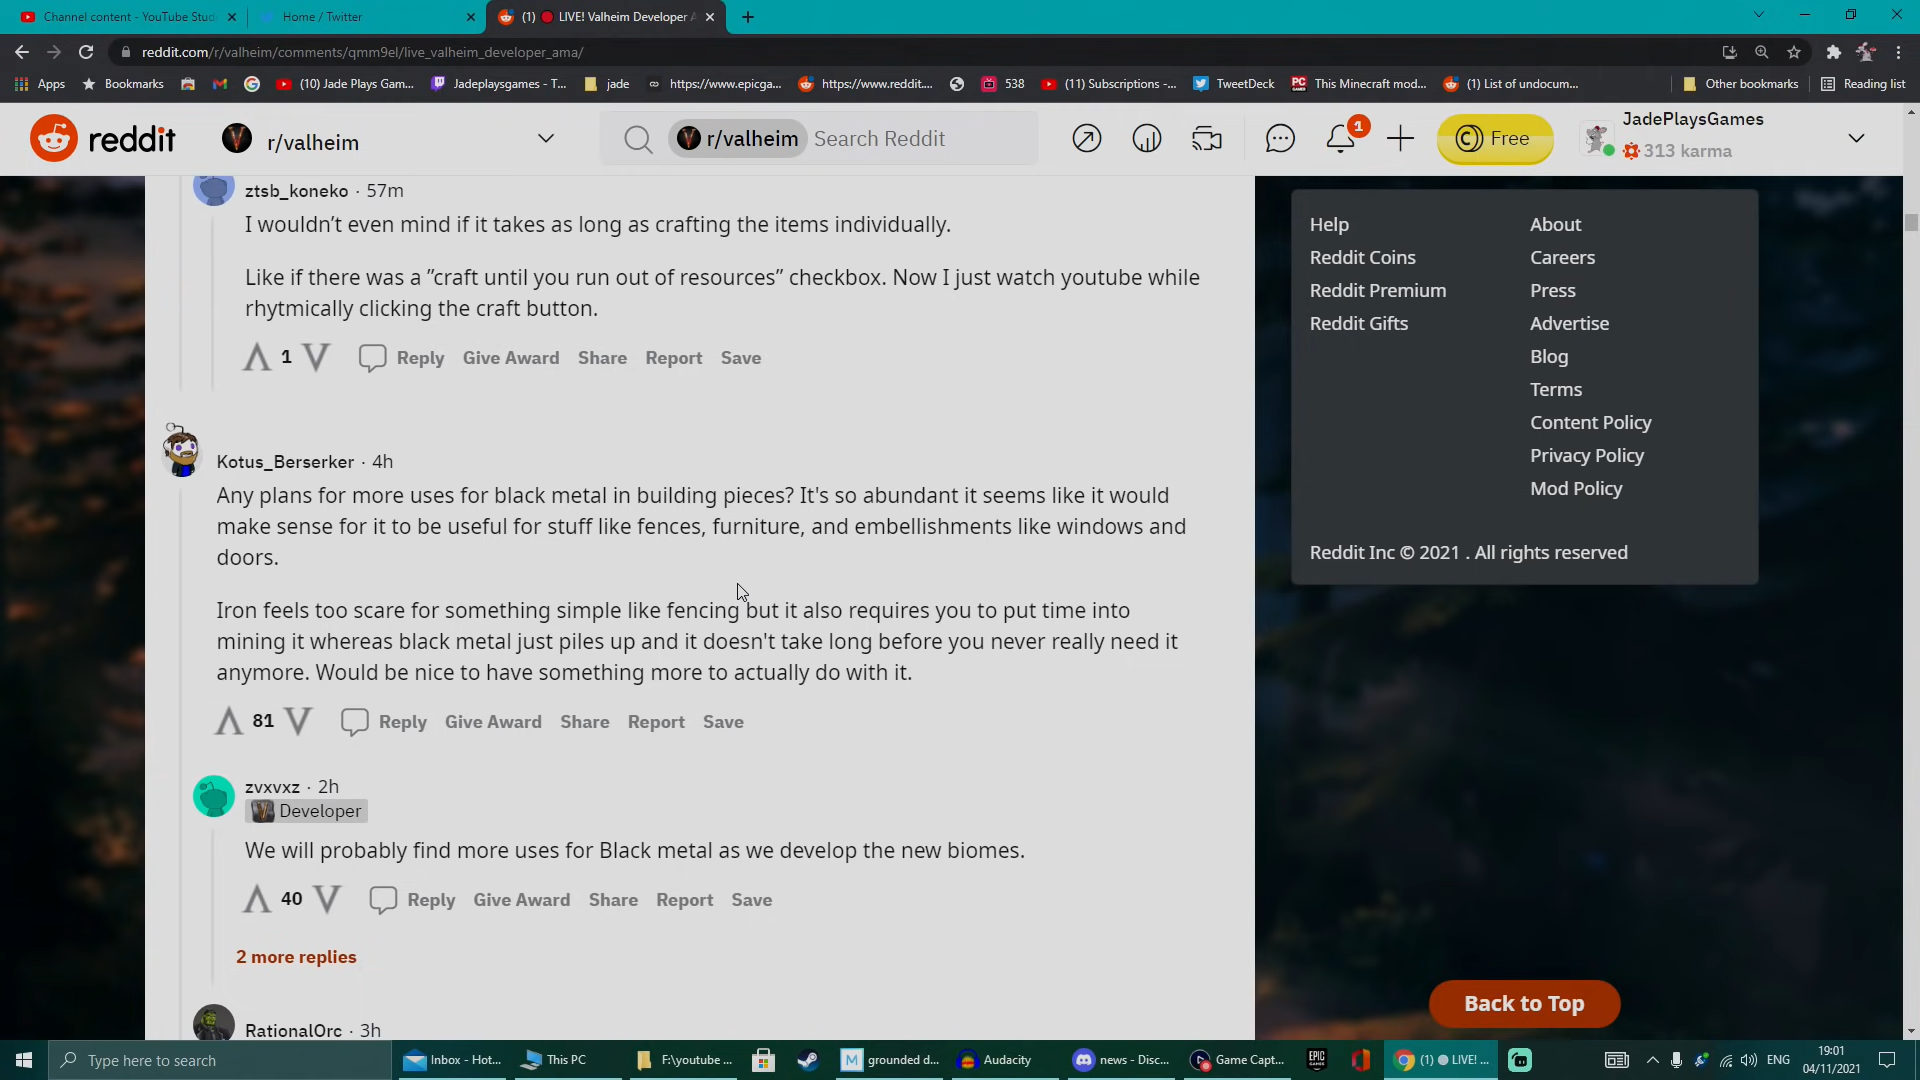 Channel content - YouTube Stud
Home / Twitter
(1) 🔴 LIVE! Valheim Developer A
reddit.com/r/valheim/comments/qmm9el/live_valheim_developer_ama/
Apps
Bookmarks
(10) Jade Plays Gam...
Jadeplaysgames - T...
jade
https://www.epicga...
https://www.reddit....
538
(11) Subscriptions -...
TweetDeck
This Minecraft mod...
(1) List of undocum...
Other bookmarks
Reading list
reddit
r/valheim
r/valheim
Search Reddit
1
Free
JadePlaysGames
313 karma
ztsb_koneko · 57m
I wouldn’t even mind if it takes as long as crafting the items individually.
Like if there was a ”craft until you run out of resources” checkbox. Now I just watch youtube while
rhytmically clicking the craft button.
1 Reply Give Award Share Report Save
Kotus_Berserker · 4h
Any plans for more uses for black metal in building pieces? It's so abundant it seems like it would
make sense for it to be useful for stuff like fences, furniture, and embellishments like windows and
doors.
Iron feels too scare for something simple like fencing but it also requires you to put time into
mining it whereas black metal just piles up and it doesn't take long before you never really need it
anymore. Would be nice to have something more to actually do with it.
81 Reply Give Award Share Report Save
zvxvxz · 2h
Developer
We will probably find more uses for Black metal as we develop the new biomes.
40 Reply Give Award Share Report Save
2 more replies
RationalOrc · 3h
Help
Reddit Coins
Reddit Premium
Reddit Gifts
About
Careers
Press
Advertise
Blog
Terms
Content Policy
Privacy Policy
Mod Policy
Reddit Inc © 2021 . All rights reserved
Back to Top
Type here to search
Inbox - Hot...
This PC
F:\youtube ...
grounded d...
Audacity
news - Disc...
Game Capt...
EPIC GAMES
(1) 🔴 LIVE! ...
ENG
19:01
04/11/2021